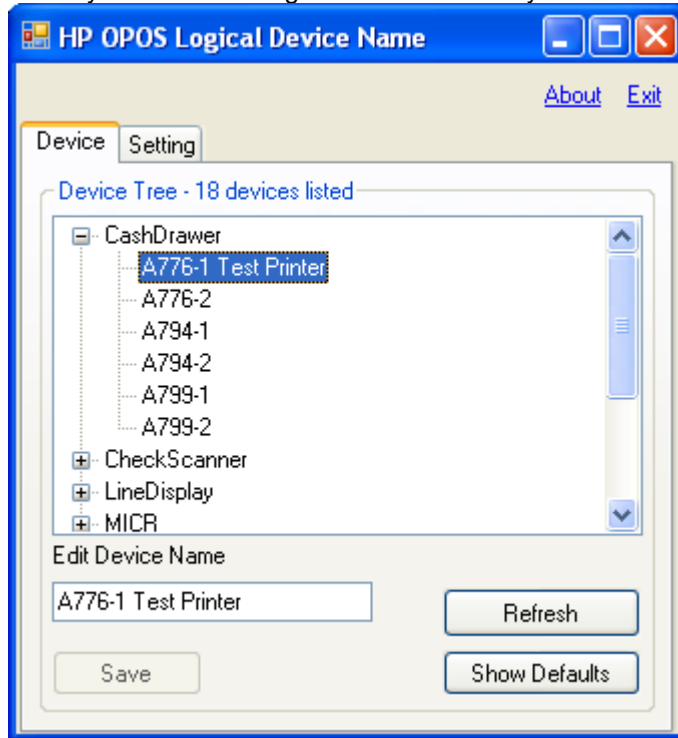 HP OPOS Logical Device Name
About Exit
Device Setting
Device Tree - 18 devices listed
CashDrawer
A776-1 Test Printer
A776-2
A794-1
A794-2
A799-1
A799-2
CheckScanner
LineDisplay
MICR
Edit Device Name
A776-1 Test Printer
Refresh
Save
Show Defaults